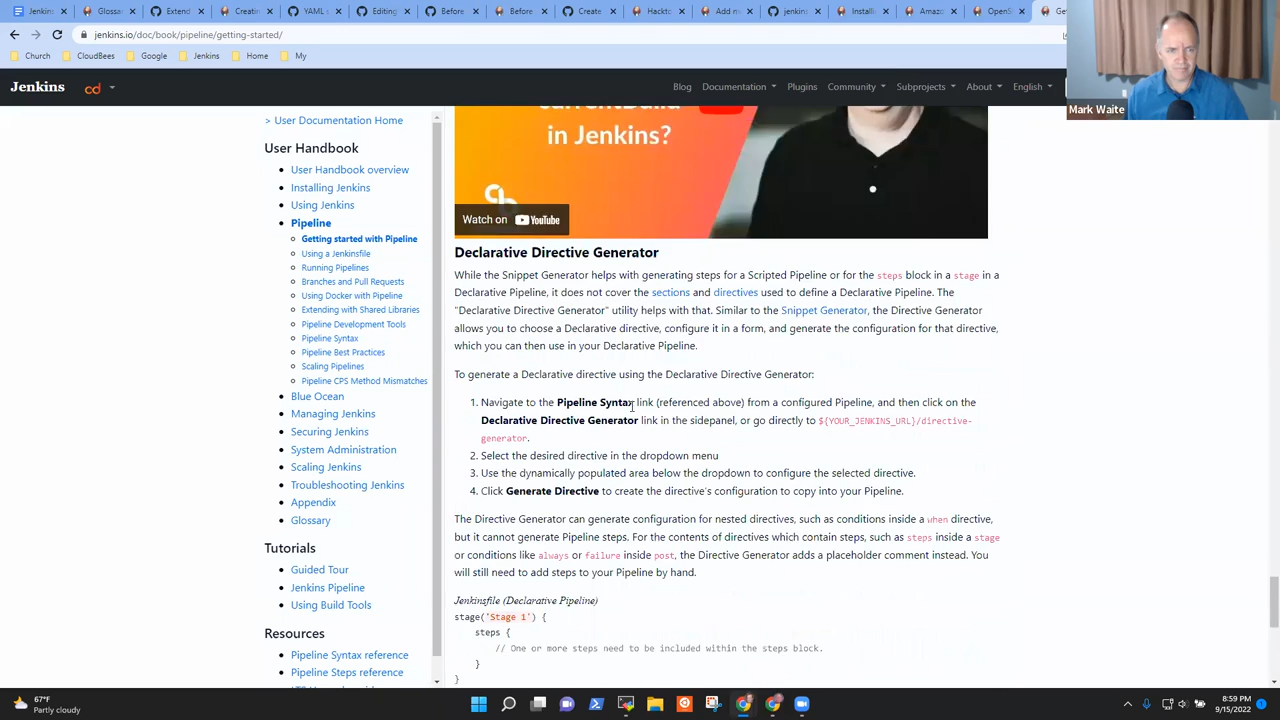 Jenkins
Glossar
Extend
Creatin
YAML s
Editing
Before
Before
Create
Hackto
Add m
jenkins
Install
Amazo
OpenS
Ge
jenkins.io/doc/book/pipeline/getting-started/
Church
CloudBees
Google
Jenkins
Home
My
Mark Waite
Jenkins
cd
Blog
Documentation
Plugins
Community
Subprojects
About
English
> User Documentation Home
User Handbook
User Handbook overview
Installing Jenkins
Using Jenkins
Pipeline
Getting started with Pipeline
Using a Jenkinsfile
Running Pipelines
Branches and Pull Requests
Using Docker with Pipeline
Extending with Shared Libraries
Pipeline Development Tools
Pipeline Syntax
Pipeline Best Practices
Scaling Pipelines
Pipeline CPS Method Mismatches
Blue Ocean
Managing Jenkins
Securing Jenkins
System Administration
Scaling Jenkins
Troubleshooting Jenkins
Appendix
Glossary
Tutorials
Guided Tour
Jenkins Pipeline
Using Build Tools
Resources
Pipeline Syntax reference
Pipeline Steps reference
currentBuild
in Jenkins?
Watch on YouTube
Declarative Directive Generator
While the Snippet Generator helps with generating steps for a Scripted Pipeline or for the steps block in a stage in a
Declarative Pipeline, it does not cover the sections and directives used to define a Declarative Pipeline. The
"Declarative Directive Generator" utility helps with that. Similar to the Snippet Generator, the Directive Generator
allows you to choose a Declarative directive, configure it in a form, and generate the configuration for that directive,
which you can then use in your Declarative Pipeline.
To generate a Declarative directive using the Declarative Directive Generator:
1. Navigate to the Pipeline Syntax link (referenced above) from a configured Pipeline, and then click on the
Declarative Directive Generator link in the sidepanel, or go directly to ${YOUR_JENKINS_URL}/directive-
generator.
2. Select the desired directive in the dropdown menu
3. Use the dynamically populated area below the dropdown to configure the selected directive.
4. Click Generate Directive to create the directive's configuration to copy into your Pipeline.
The Directive Generator can generate configuration for nested directives, such as conditions inside a when directive,
but it cannot generate Pipeline steps. For the contents of directives which contain steps, such as steps inside a stage
or conditions like always or failure inside post, the Directive Generator adds a placeholder comment instead. You
will still need to add steps to your Pipeline by hand.
Jenkinsfile (Declarative Pipeline)
stage('Stage 1') {
steps {
// One or more steps need to be included within the steps block.
}
}
67°F
Partly cloudy
8:59 PM
9/15/2022